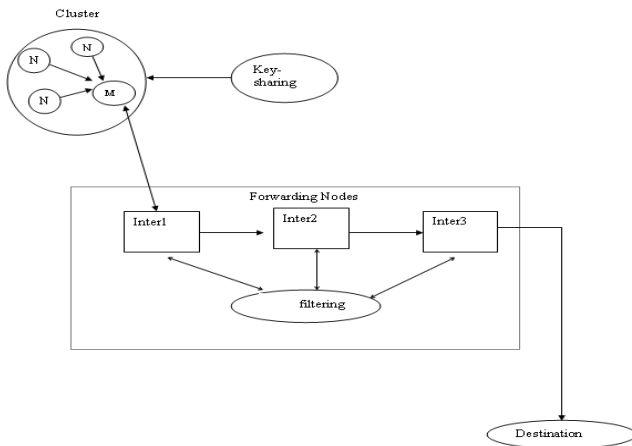 Cluster
N
N
N
M
Key-
sharing
Forwarding Nodes
Inter1
Inter2
Inter3
filtering
Destination